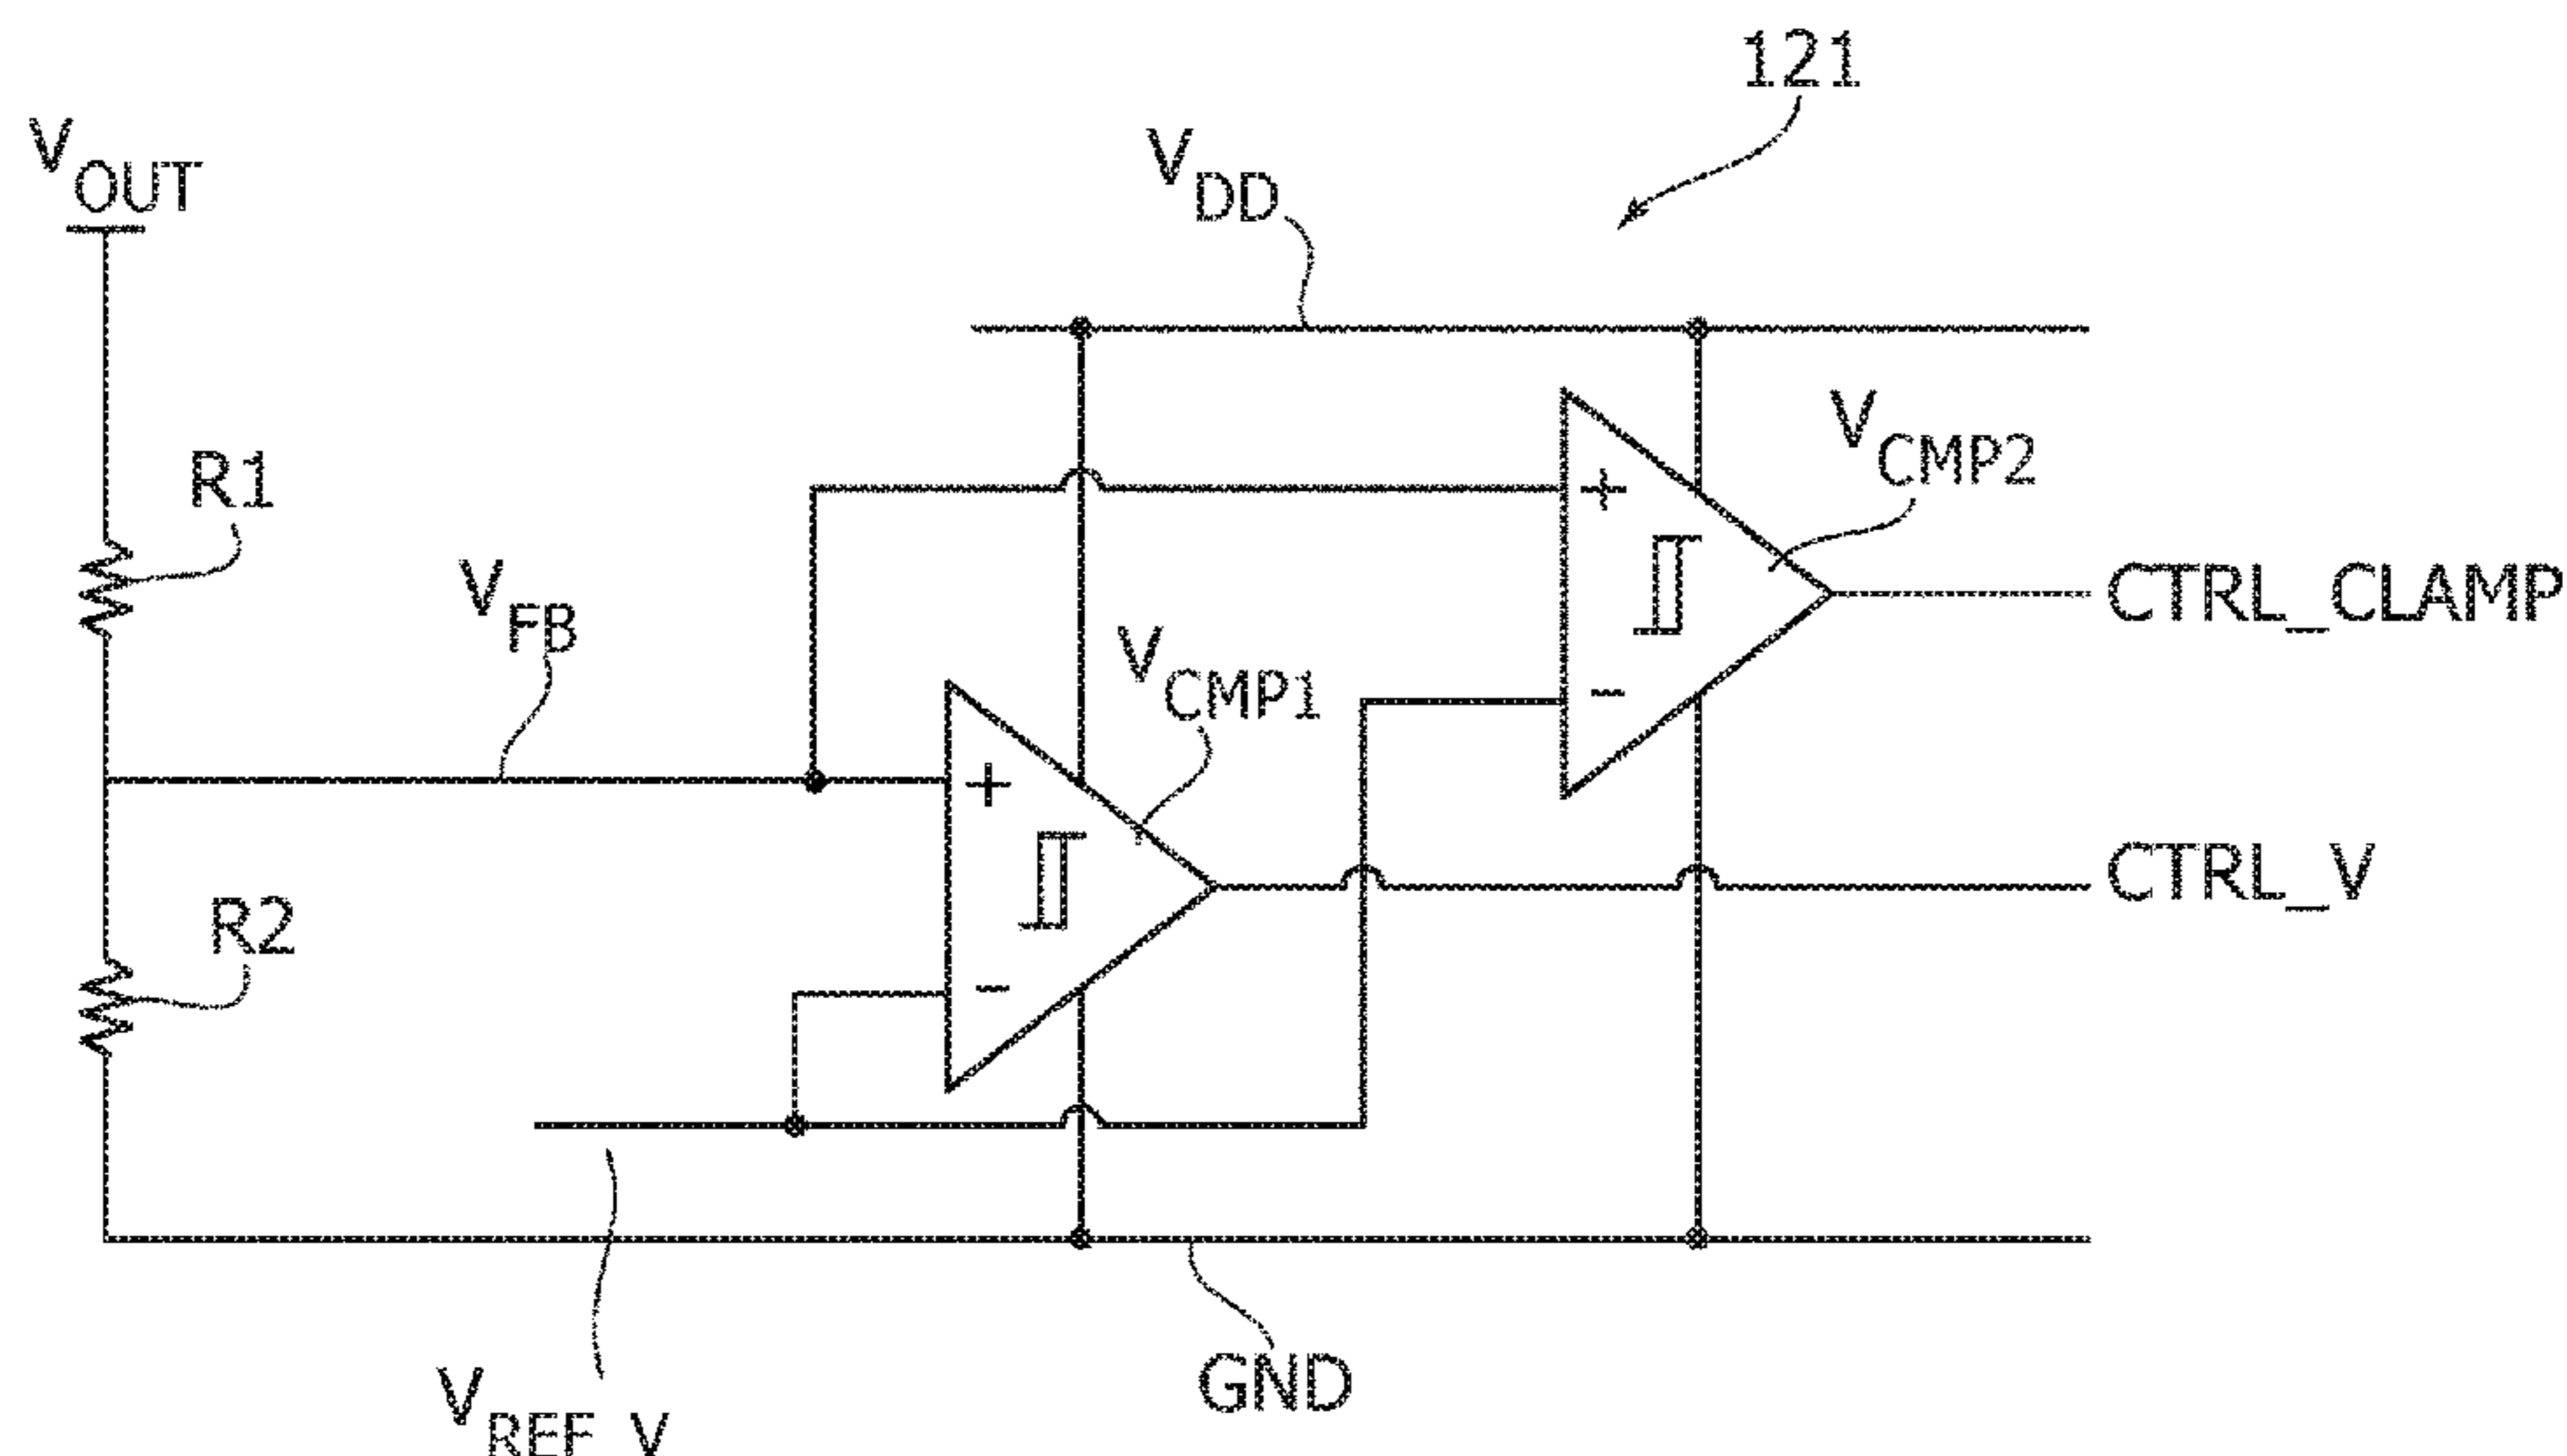 121
VOUT
VDD
R1
VCMP2
VFB
+
CTRL_CLAMP
VCMP1
-
+
CTRL_V
R2
-
GND
VREF_V